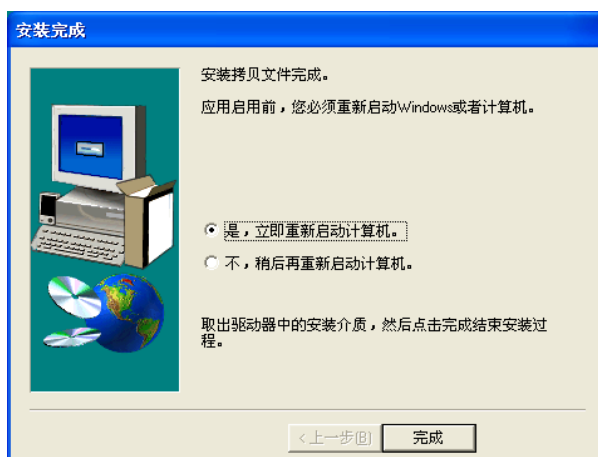 安装完成
安装拷贝文件完成。
应用启用前，您必须重新启动Windows或者计算机。
是，立即重新启动计算机。
不，稍后再重新启动计算机。
取出驱动器中的安装介质，然后点击完成结束安装过
程。
<上一步(B)
完成